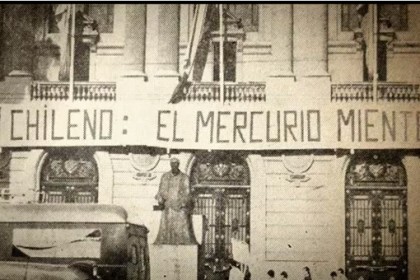 CHILENO: EL MERCURIO MIENT